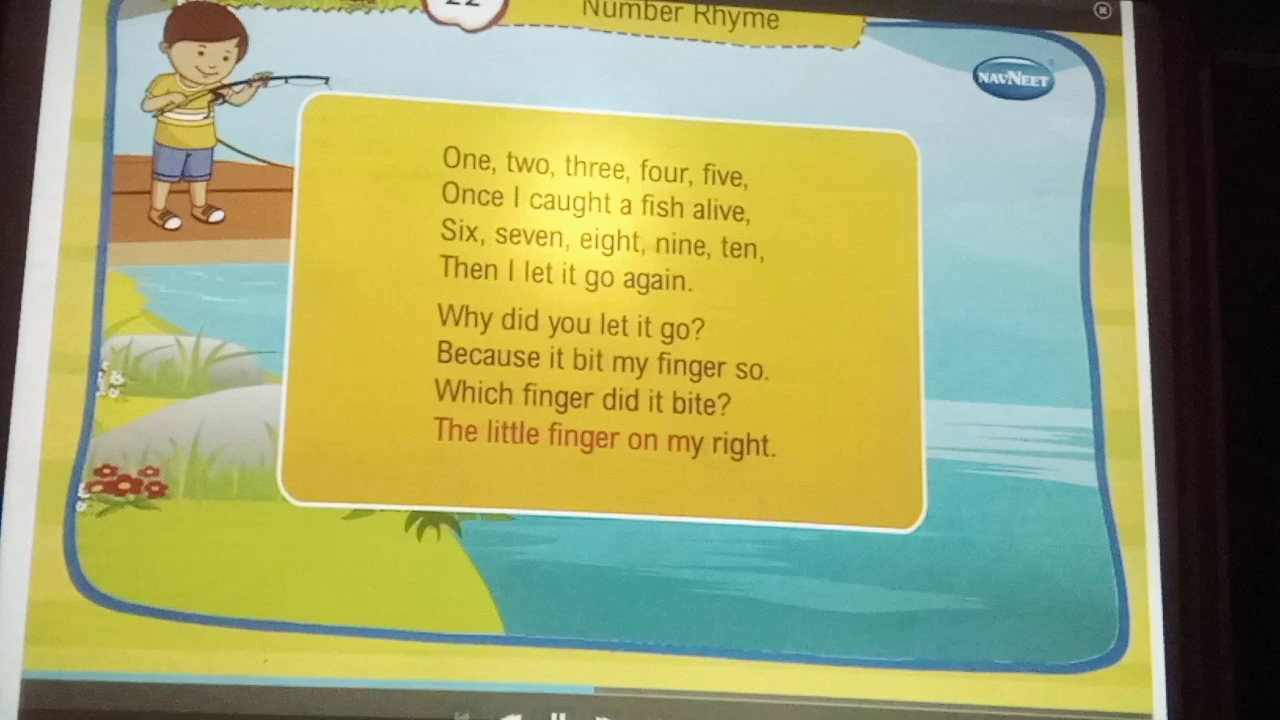 22
Number Rhyme
NAVNEET
One, two, three, four, five,
Once I caught a fish alive,
Six, seven, eight, nine, ten,
Then I let it go again.
Why did you let it go?
Because it bit my finger so.
Which finger did it bite?
The little finger on my right.